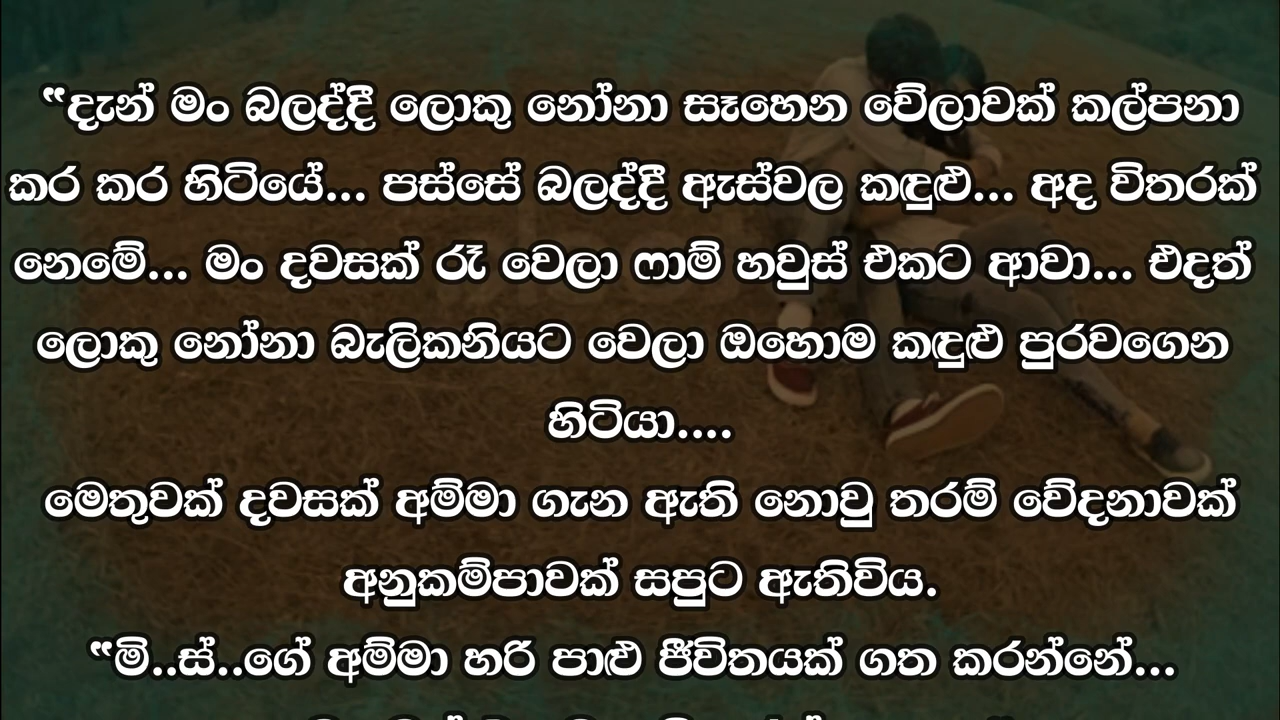 “දැන් මං බලද්දී ලොකු නෝනා සෑහෙන වේලාවක් කල්පනා
කර කර හිටියේ... පස්සේ බලද්දී ඇස්වල කඳුළු... අද විතරක්
නෙමේ... මං දවසක් රෑ වෙලා ෆාම් හවුස් එකට ආවා... එදත්
ලොකු නෝනා බැල්කනියට වෙලා ඔහොම කඳුළු පුරවගෙන
හිටියා....
මෙතුවක් දවසක් අම්මා ගැන ඇති නොවු තරම් වේදනාවක්
අනුකම්පාවක් සපුට ඇතිවිය.
“මි..ස්..ගේ අම්මා හරි පාළු ජීවිතයක් ගත කරන්නේ...